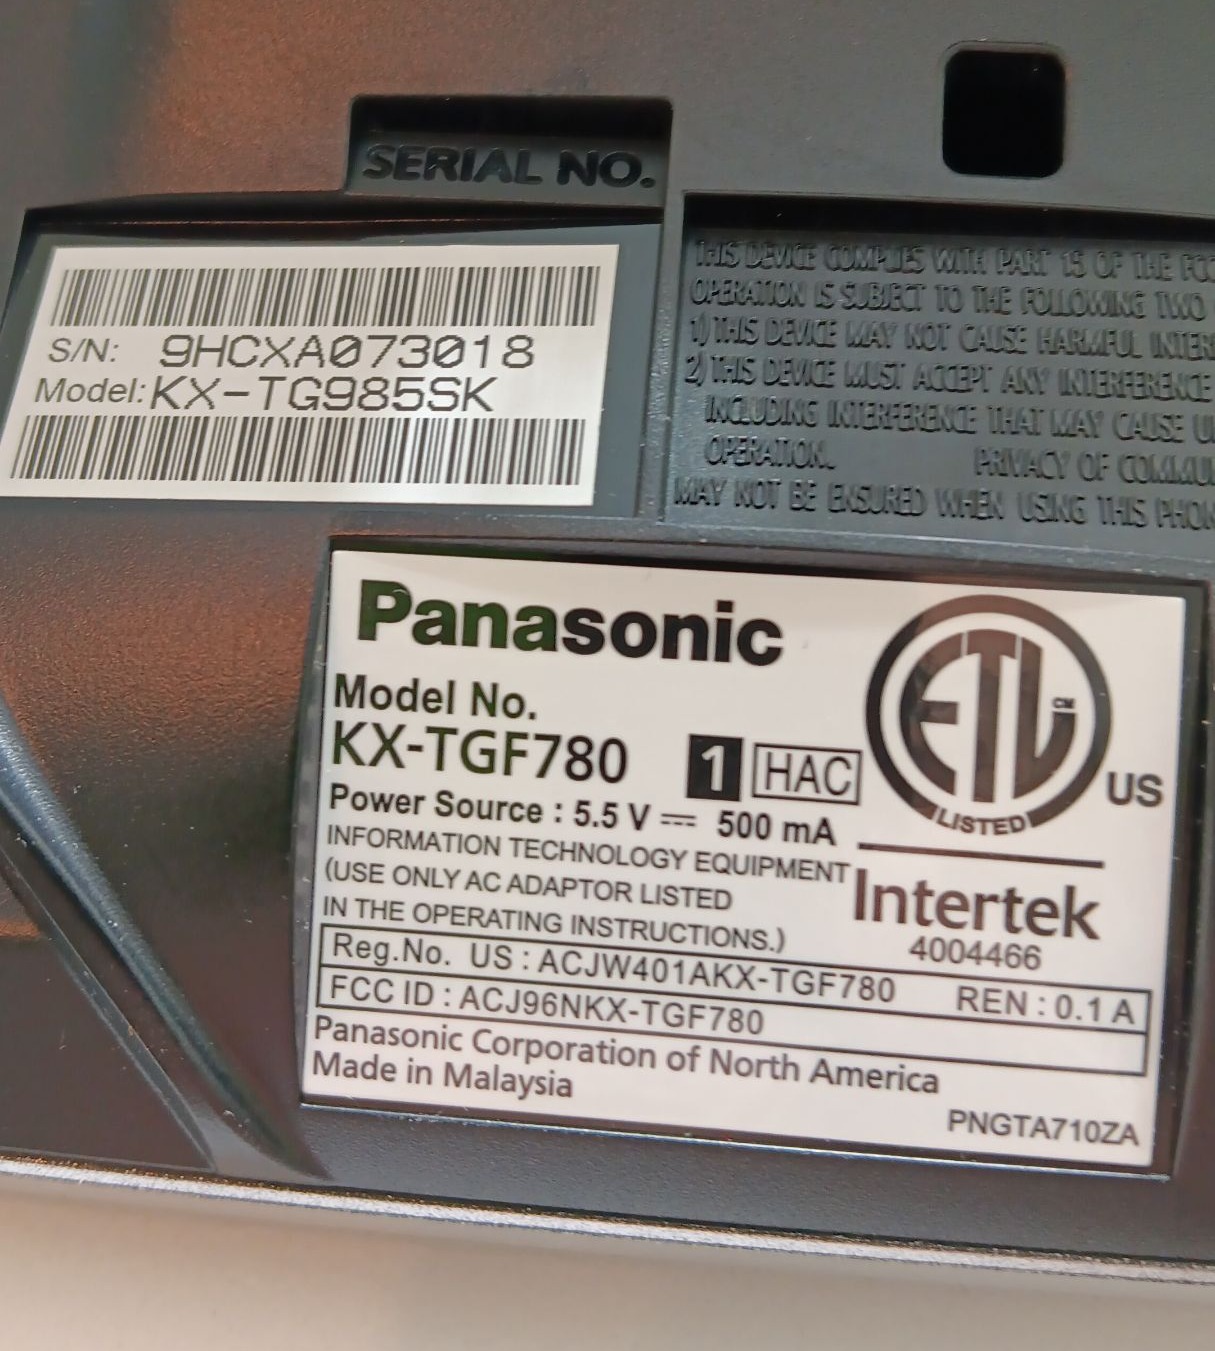 SERIAL NO.
S/N: 9HCXA073018
Model: KX-TG985SK
THIS DEVICE COMPLIES WITH PART 15 OF THE FCC
OPERATION IS SUBJECT TO THE FOLLOWING TWO
1) THIS DEVICE MAY NOT CAUSE HARMFUL INTER
2) THIS DEVICE MUST ACCEPT ANY INTERFERENCE
INCLUDING INTERFERENCE THAT MAY CAUSE U
OPERATION. PRIVACY OF COMMU
MAY NOT BE ENSURED WHEN USING THIS PHON
Panasonic
Model No.
KX-TGF780 1 HAC
Power Source : 5.5 V ⎓ 500 mA
INFORMATION TECHNOLOGY EQUIPMENT
(USE ONLY AC ADAPTOR LISTED
IN THE OPERATING INSTRUCTIONS.)
ETL CM
LISTED
US
Intertek
4004466
Reg.No. US : ACJW401AKX-TGF780 REN : 0.1 A
FCC ID : ACJ96NKX-TGF780
Panasonic Corporation of North America
Made in Malaysia
PNGTA710ZA